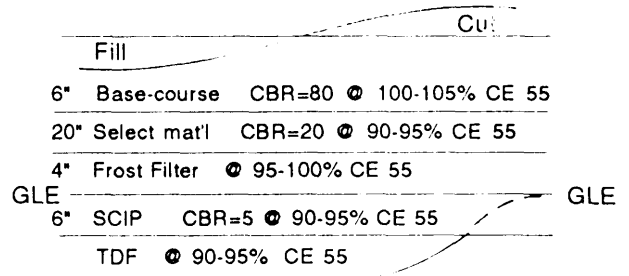 Cut
Fill
6" Base-course CBR=80 @ 100-105% CE 55
20" Select mat'l CBR=20 @ 90-95% CE 55
4" Frost Filter @ 95-100% CE 55
GLE GLE
6" SCIP CBR=5 @ 90-95% CE 55
TDF @ 90-95% CE 55